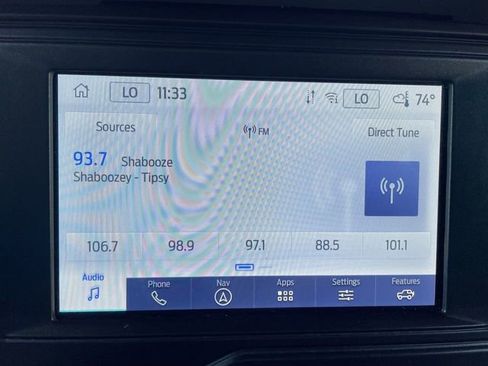 LO 11:33 LO 74°
Sources FM Direct Tune
93.7 Shabooze
Shaboozey - Tipsy
106.7 98.9 97.1 88.5 101.1
Audio Phone Nav Apps Settings Features